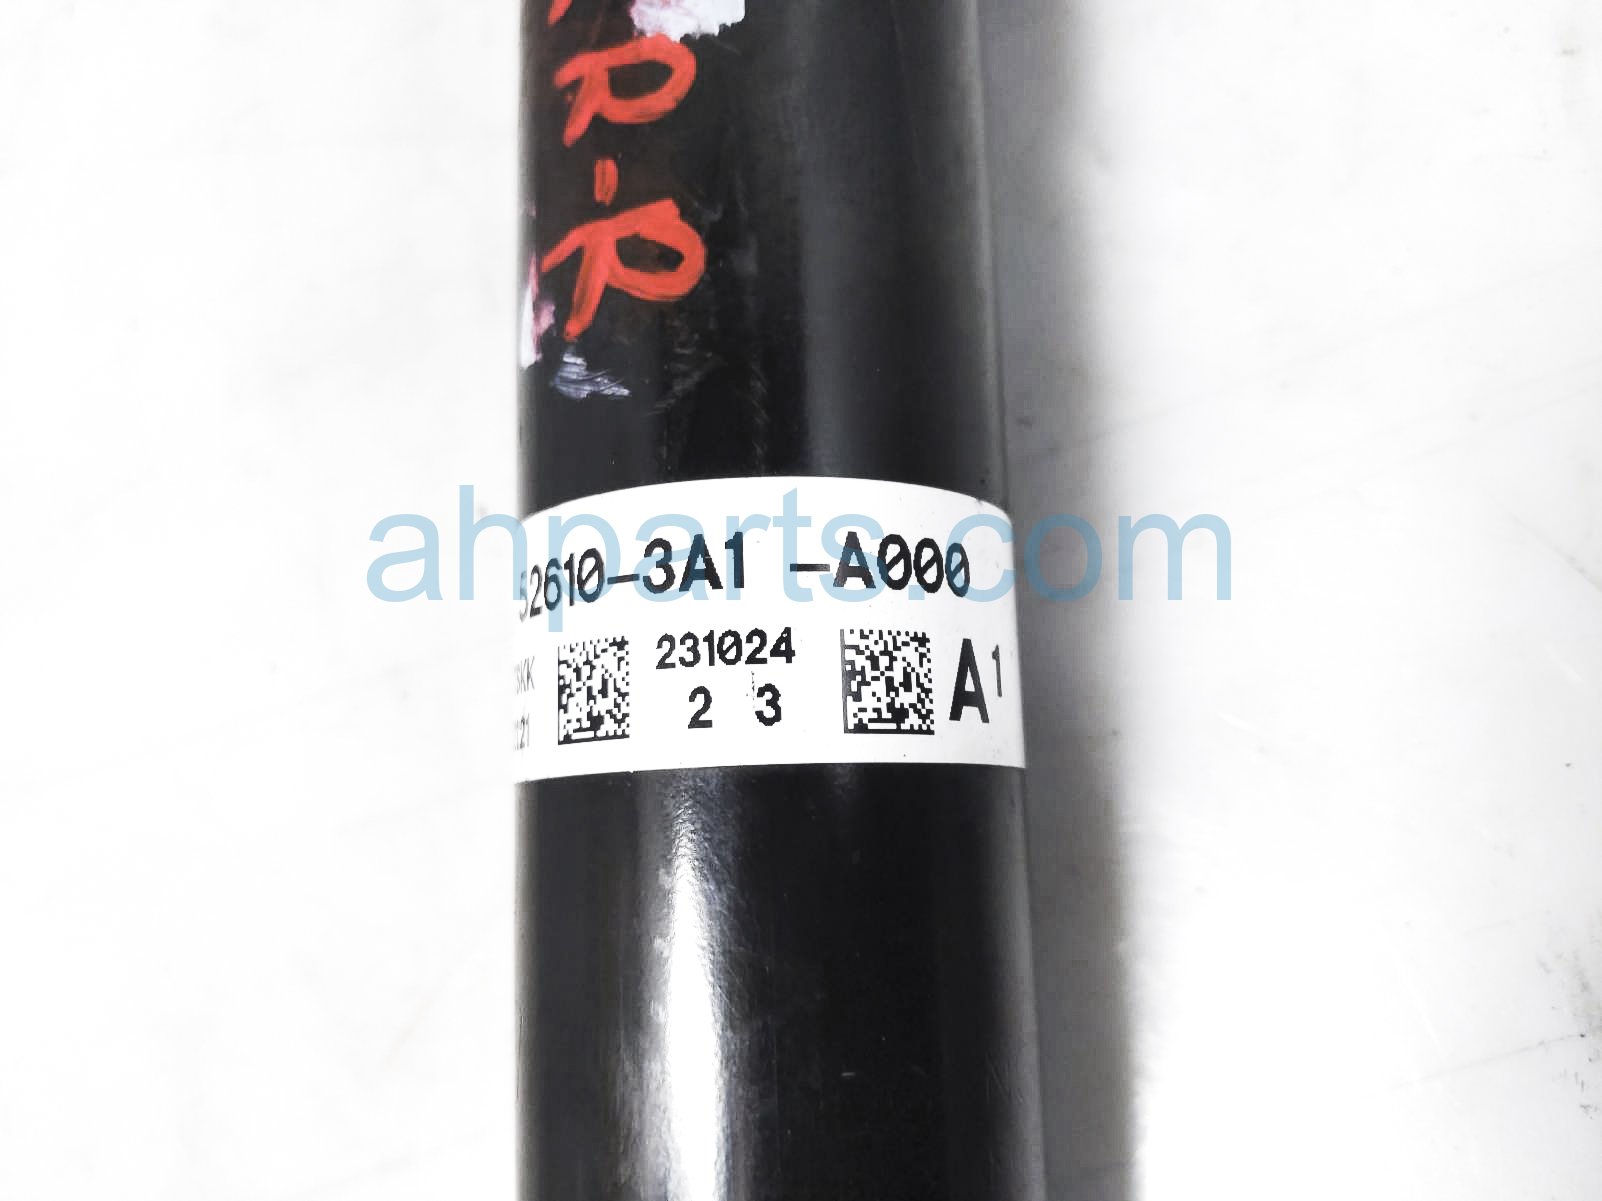 R-R
ahparts.com
52610-3A1 -A000
231024
2 3
A1